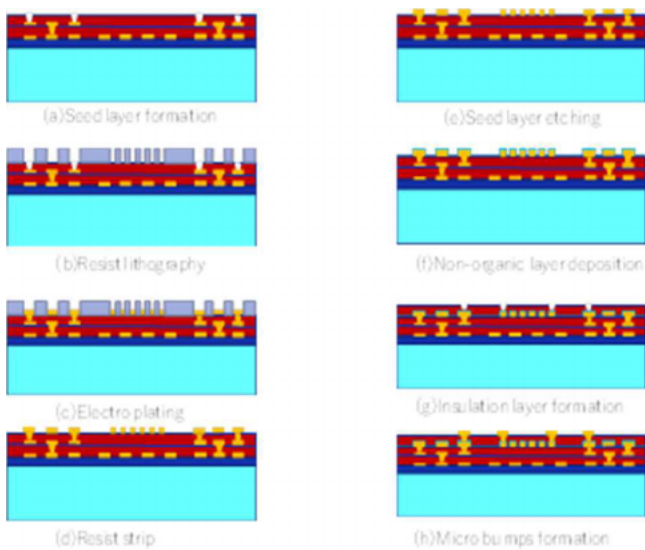 (a)Seed layer formation
(b)Resist lithography
(c)Electro plating
(d)Resist strip
(e)Seed layer etching
(f)Non-organic layer deposition
(g)Insulation layer formation
(h)Micro bumps formation